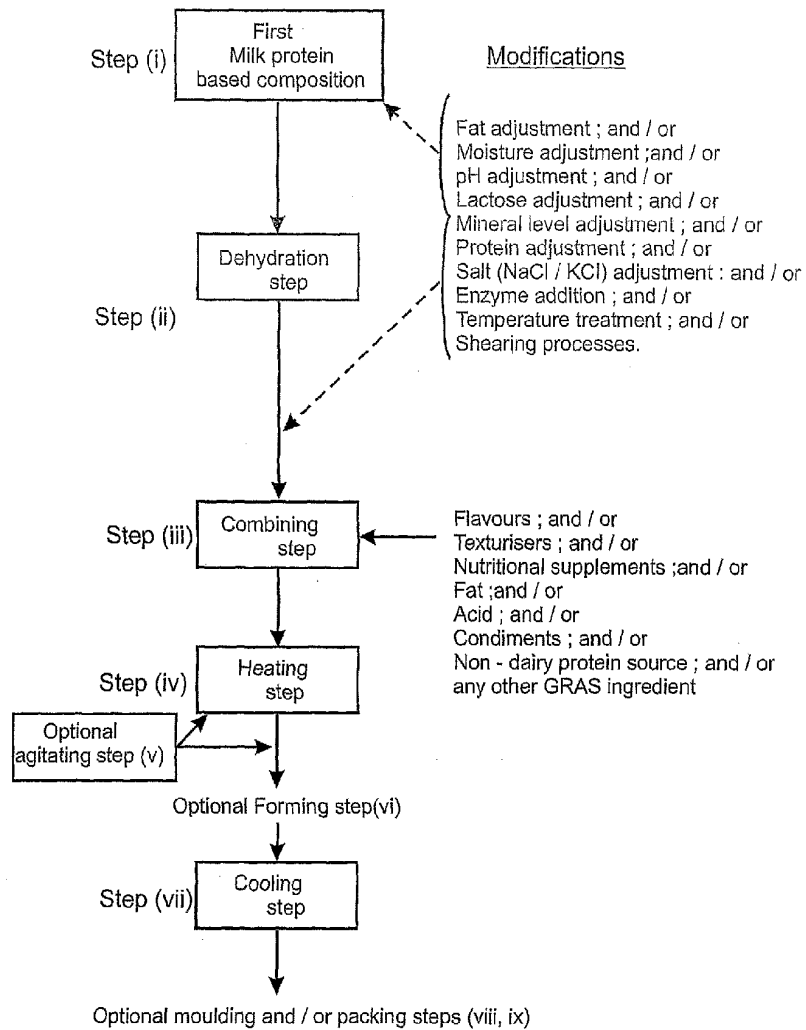 First
Milk protein
based composition
Step (i)
Modifications
Fat adjustment ; and / or
Moisture adjustment ;and / or
pH adjustment ; and / or
Lactose adjustment ; and / or
Mineral level adjustment ; and / or
Protein adjustment ; and / or
Salt (NaCl / KCl) adjustment : and / or
Enzyme addition ; and / or
Temperature treatment ; and / or
Shearing processes.
Dehydration
step
Step (ii)
Step (iii)
Combining
step
Flavours ; and / or
Texturisers ; and / or
Nutritional supplements ;and / or
Fat ;and / or
Acid ; and / or
Condiments ; and / or
Non - dairy protein source ; and / or
any other GRAS ingredient
Step (iv)
Heating
step
Optional
agitating step (v)
Optional Forming step(vi)
Step (vii)
Cooling
step
Optional moulding and / or packing steps (viii, ix)